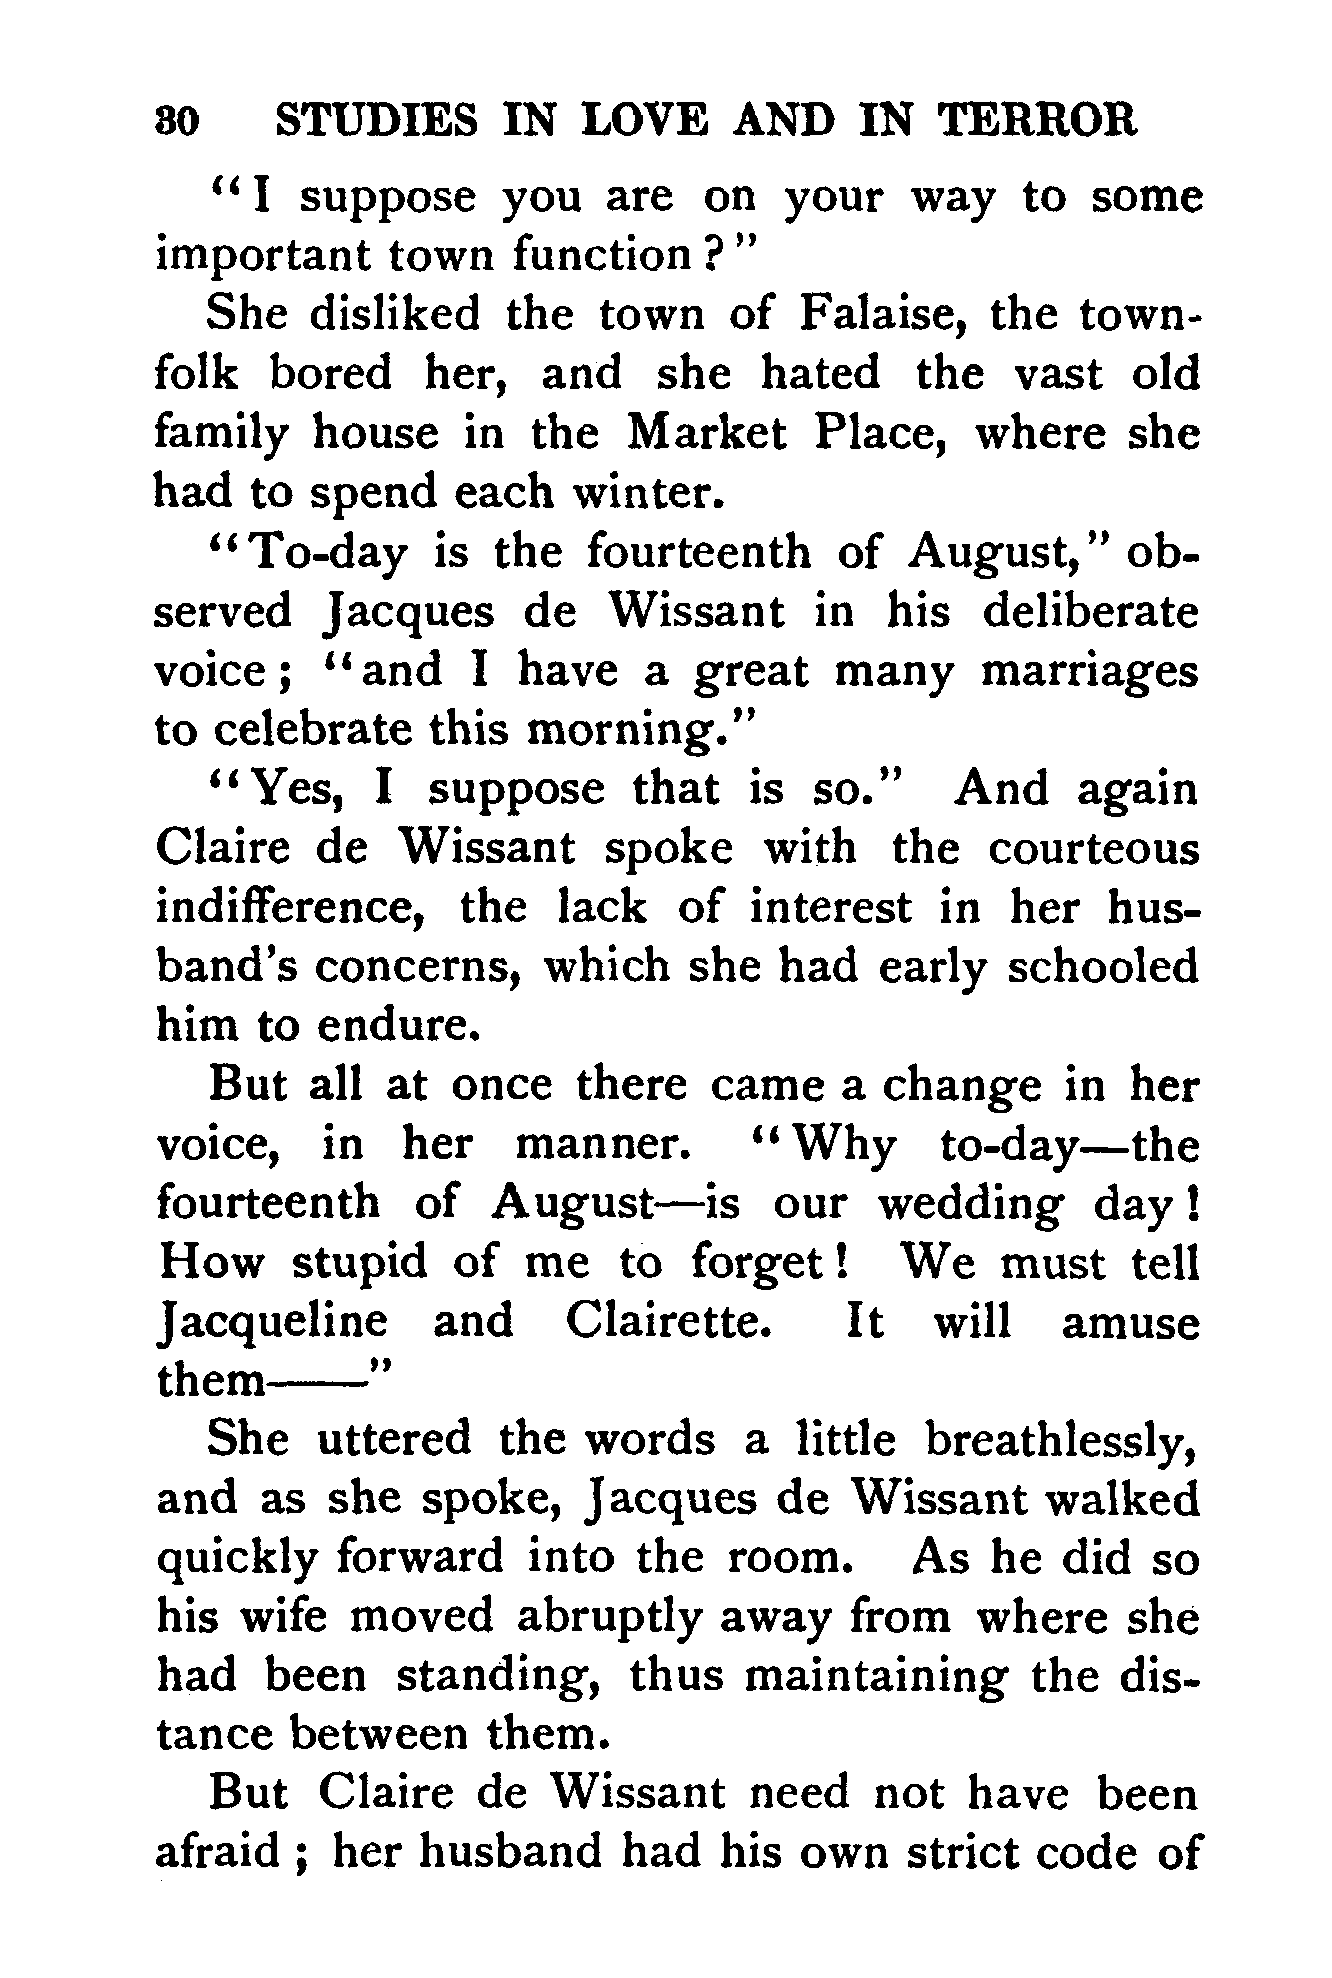 30 STUDIES IN LOVE AND IN TERROR
"I suppose you are on your way to some
important town function?"
She disliked the town of Falaise, the town-
folk bored her, and she hated the vast old
family house in the Market Place, where she
had to spend each winter.
"To-day is the fourteenth of August," ob-
served Jacques de Wissant in his deliberate
voice; "and I have a great many marriages
to celebrate this morning."
"Yes, I suppose that is so." And again
Claire de Wissant spoke with the courteous
indifference, the lack of interest in her hus-
band's concerns, which she had early schooled
him to endure.
But all at once there came a change in her
voice, in her manner. "Why to-day—the
fourteenth of August—is our wedding day!
How stupid of me to forget! We must tell
Jacqueline and Clairette. It will amuse
them——"
She uttered the words a little breathlessly,
and as she spoke, Jacques de Wissant walked
quickly forward into the room. As he did so
his wife moved abruptly away from where she
had been standing, thus maintaining the dis-
tance between them.
But Claire de Wissant need not have been
afraid; her husband had his own strict code of